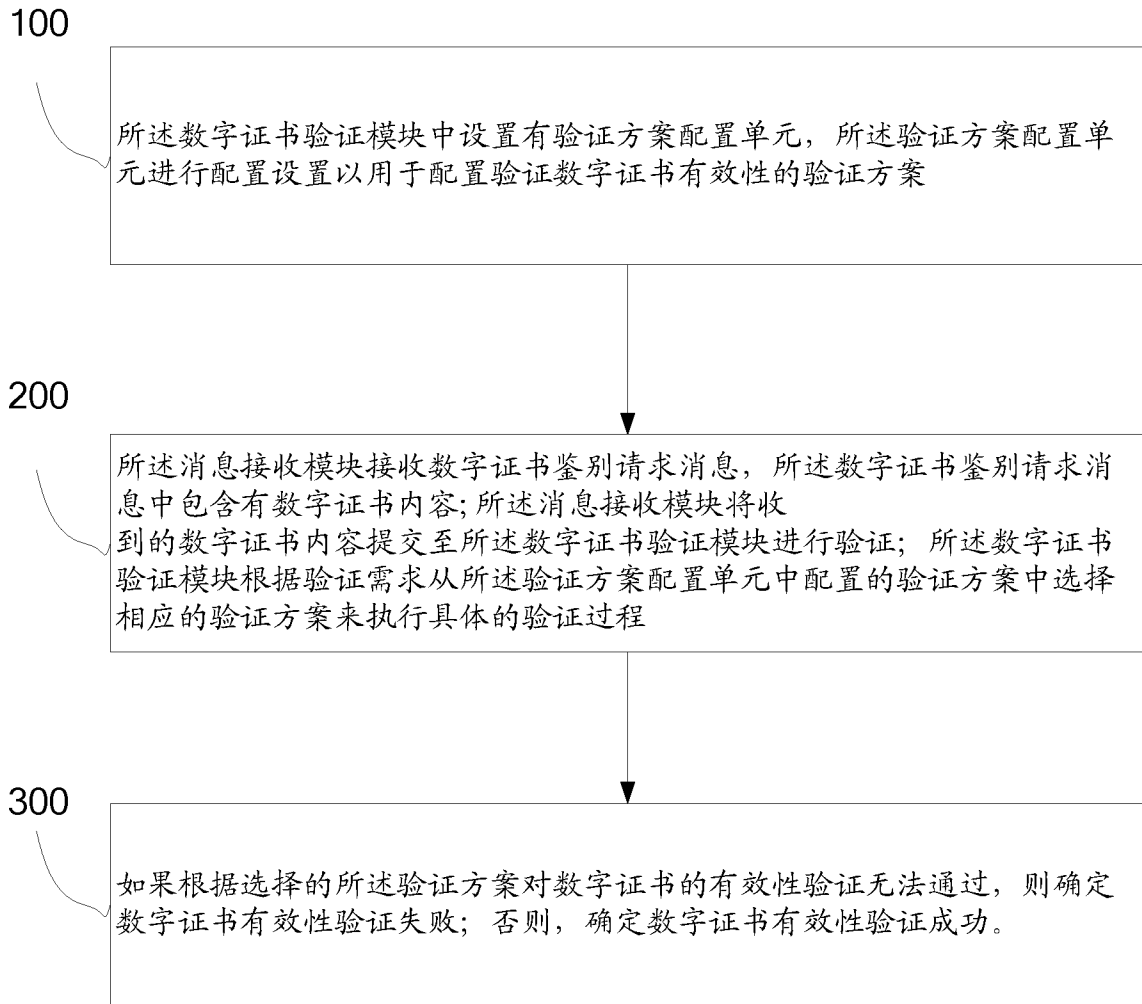 100
所述数字证书验证模块中设置有验证方案配置单元，所述验证方案配置单
元进行配置设置以用于配置验证数字证书有效性的验证方案
200
所述消息接收模块接收数字证书鉴别请求消息，所述数字证书鉴别请求消
息中包含有数字证书内容；所述消息接收模块将收
到的数字证书内容提交至所述数字证书验证模块进行验证；所述数字证书
验证模块根据验证需求从所述验证方案配置单元中配置的验证方案中选择
相应的验证方案来执行具体的验证过程
300
如果根据选择的所述验证方案对数字证书的有效性验证无法通过，则确定
数字证书有效性验证失败；否则，确定数字证书有效性验证成功。